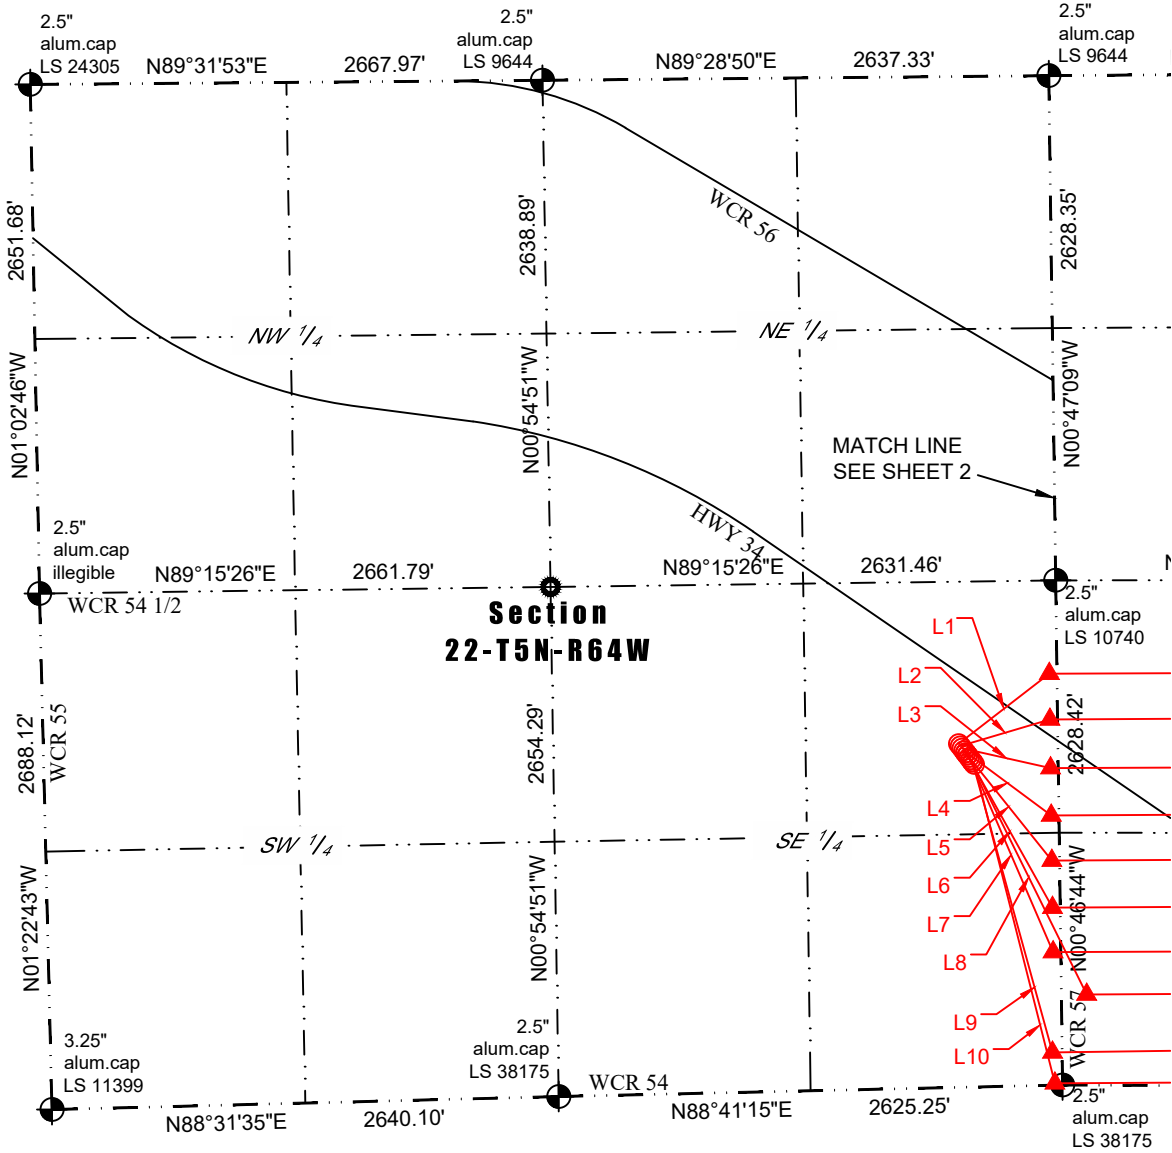 2.5"
alum.cap
LS 24305
N89°31'53"E
2667.97'
2.5"
alum.cap
LS 9644
N89°28'50"E
2637.33'
2.5"
alum.cap
LS 9644
2651.68'
2638.89'
WCR 56
2628.35'
NW 1/4
NE 1/4
N01°02'46"W
N00°54'51"W
N00°47'09"W
MATCH LINE
SEE SHEET 2
HWY 34
2.5"
alum.cap
illegible
N89°15'26"E
2661.79'
N89°15'26"E
2631.46'
N
WCR 54 1/2
Section
22-T5N-R64W
2.5"
alum.cap
LS 10740
L1
L2
L3
2688.12'
WCR 55
2654.29'
2628.42'
L4
SW 1/4
SE 1/4
L5
L6
L7
L8
N01°22'43"W
N00°54'51"W
N00°46'44"W
L9
L10
WCR 57
3.25"
alum.cap
LS 11399
2.5"
alum.cap
LS 38175
WCR 54
N88°31'35"E
2640.10'
N88°41'15"E
2625.25'
2.5"
alum.cap
LS 38175